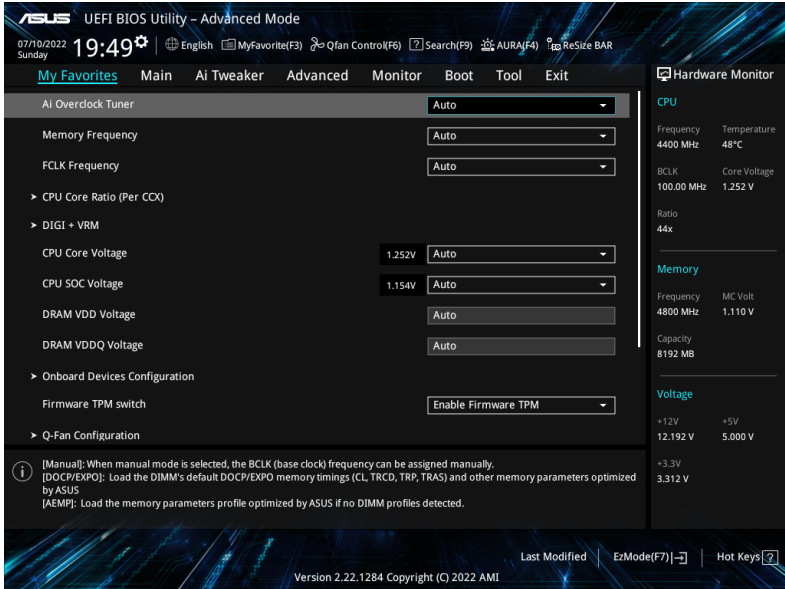 ASUS UEFI BIOS Utility – Advanced Mode
07/10/2022 Sunday 19:49 English MyFavorite(F3) Qfan Control(F6) ? Search(F9) AURA(F4) ReSize BAR
My Favorites Main Ai Tweaker Advanced Monitor Boot Tool Exit
Ai Overclock Tuner Auto
Memory Frequency Auto
FCLK Frequency Auto
> CPU Core Ratio (Per CCX)
> DIGI + VRM
CPU Core Voltage 1.252V Auto
CPU SOC Voltage 1.154V Auto
DRAM VDD Voltage Auto
DRAM VDDQ Voltage Auto
> Onboard Devices Configuration
Firmware TPM switch Enable Firmware TPM
> Q-Fan Configuration
[Manual]: When manual mode is selected, the BCLK (base clock) frequency can be assigned manually.
[DOCP/EXPO]: Load the DIMM's default DOCP/EXPO memory timings (CL, TRCD, TRP, TRAS) and other memory parameters optimized
by ASUS
[AEMP]: Load the memory parameters profile optimized by ASUS if no DIMM profiles detected.
Hardware Monitor
CPU
Frequency Temperature
4400 MHz 48°C
BCLK Core Voltage
100.00 MHz 1.252 V
Ratio
44x
Memory
Frequency MC Volt
4800 MHz 1.110 V
Capacity
8192 MB
Voltage
+12V +5V
12.192 V 5.000 V
+3.3V
3.312 V
Last Modified EzMode(F7) Hot Keys ?
Version 2.22.1284 Copyright (C) 2022 AMI